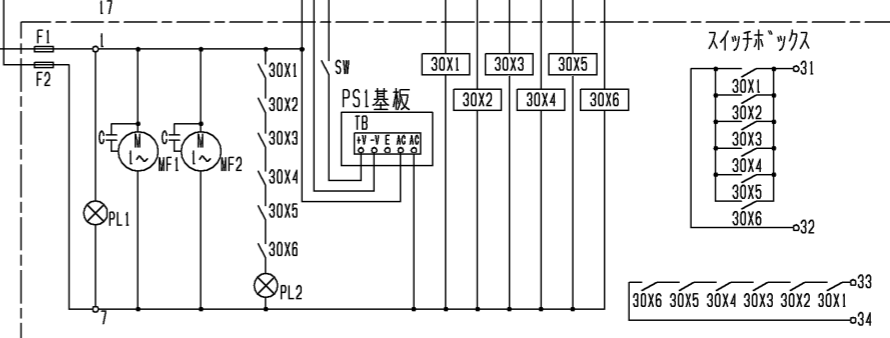 17
F1
1
F2
スイッチボックス
SW
30X1
30X3
30X5
30X2
30X4
30X6
PS1基板
TB
+V -V E AC AC
C
M
1~
MF1
C
M
1~
MF2
30X1
30X2
30X3
30X4
30X5
30X6
PL1
PL2
7
31
30X1
30X2
30X3
30X4
30X5
30X6
32
33
30X6 30X5 30X4 30X3 30X2 30X1
34